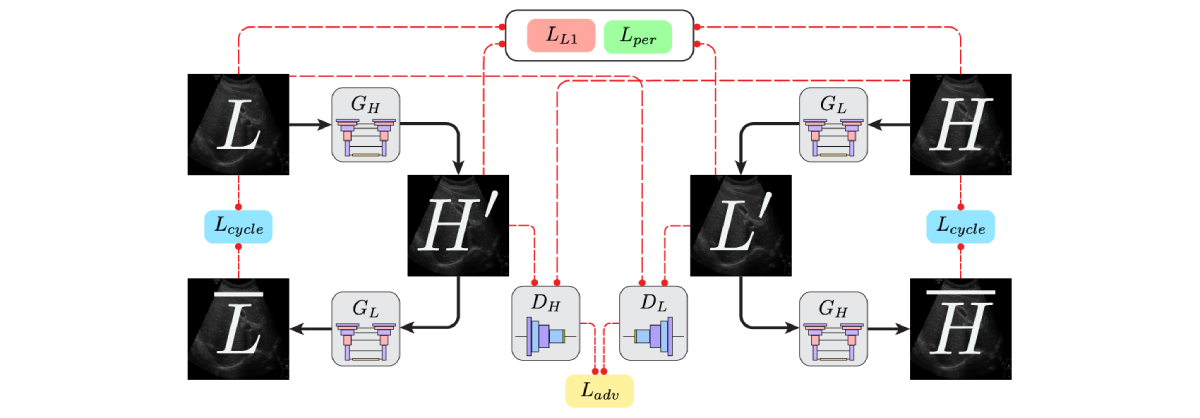 L_{L1} L_{per}
L G_H G_L H
H' L'
L_{cycle} L_{cycle}
D_H D_L
\overline{L} G_L G_H \overline{H}
L_{adv}